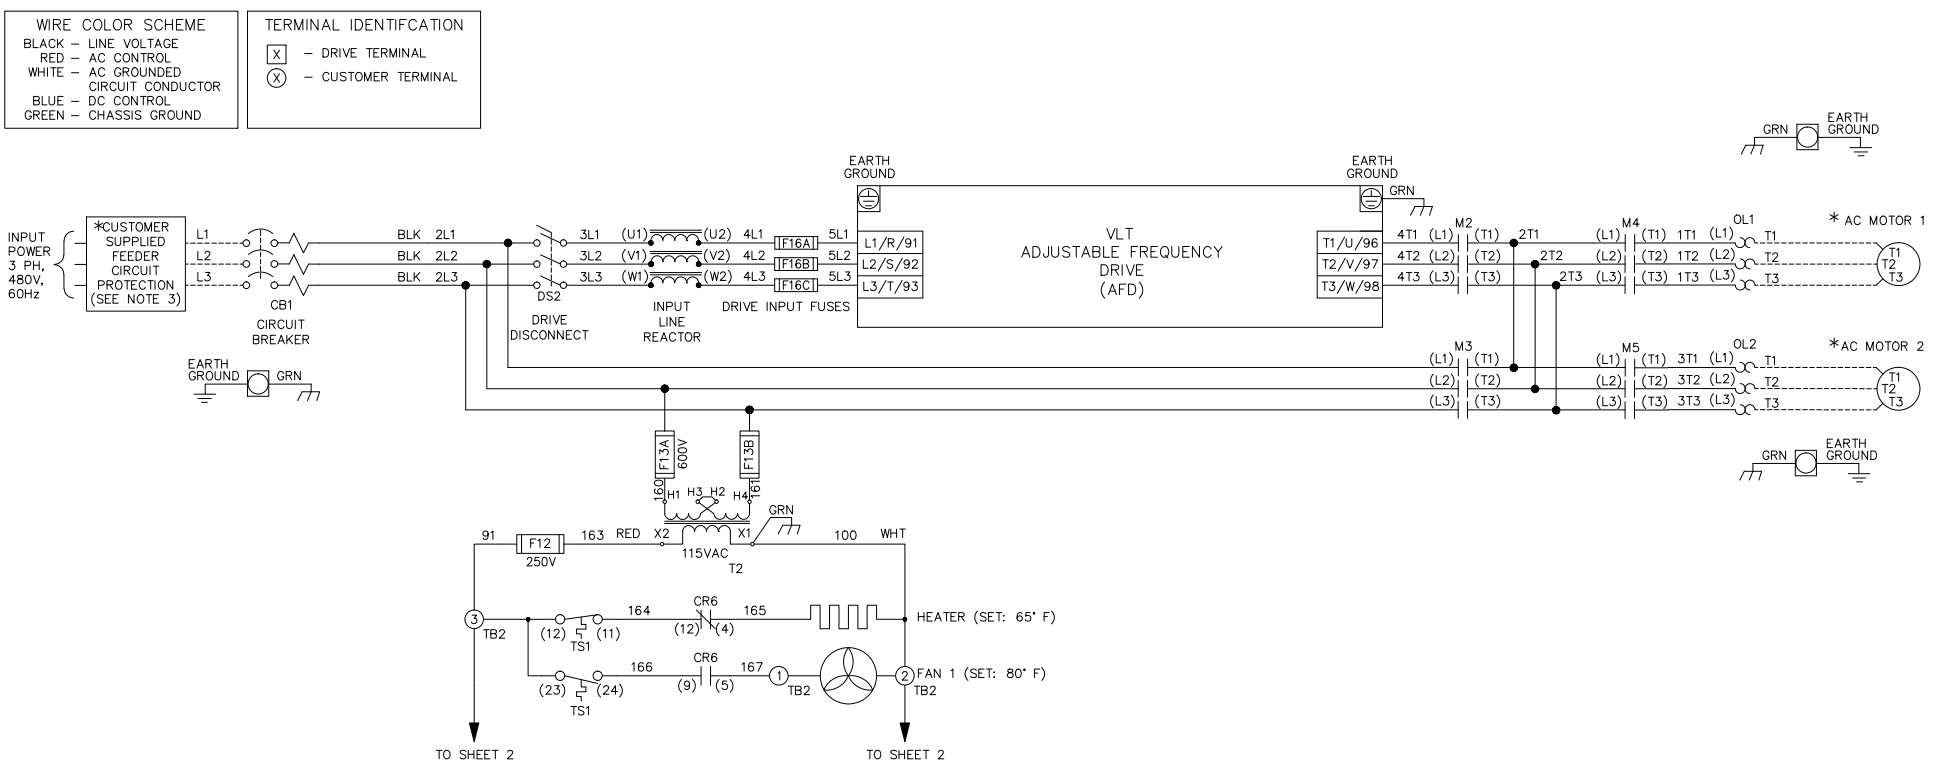 WIRE COLOR SCHEME
BLACK – LINE VOLTAGE
RED – AC CONTROL
WHITE – AC GROUNDED
CIRCUIT CONDUCTOR
BLUE – DC CONTROL
GREEN – CHASSIS GROUND
TERMINAL IDENTIFCATION
X – DRIVE TERMINAL
X – CUSTOMER TERMINAL
GRN
EARTH
GROUND
INPUT
POWER
3 PH,
480V,
60Hz
*CUSTOMER
SUPPLIED
FEEDER
CIRCUIT
PROTECTION
(SEE NOTE 3)
L1
L2
L3
CB1
CIRCUIT
BREAKER
EARTH
GROUND
GRN
BLK 2L1
BLK 2L2
BLK 2L3
DS2
DRIVE
DISCONNECT
3L1 (U1) (U2) 4L1 F16A 5L1
3L2 (V1) (V2) 4L2 F16B 5L2
3L3 (W1) (W2) 4L3 F16C 5L3
INPUT
LINE
REACTOR
DRIVE INPUT FUSES
EARTH
GROUND
L1/R/91
L2/S/92
L3/T/93
VLT
ADJUSTABLE FREQUENCY
DRIVE
(AFD)
EARTH
GROUND
GRN
T1/U/96
T2/V/97
T3/W/98
M2
M4
OL1
* AC MOTOR 1
4T1 (L1) (T1) 2T1 (L1) (T1) 1T1 (L1) T1
4T2 (L2) (T2) 2T2 (L2) (T2) 1T2 (L2) T2
4T3 (L3) (T3) 2T3 (L3) (T3) 1T3 (L3) T3
T1
T2
T3
M3
M5
OL2
*AC MOTOR 2
(L1) (T1) (L1) (T1) 3T1 (L1) T1
(L2) (T2) (L2) (T2) 3T2 (L2) T2
(L3) (T3) (L3) (T3) 3T3 (L3) T3
T1
T2
T3
GRN
EARTH
GROUND
F13A
600V
F13B
160
161
H1 H3 H2 H4
GRN
91 F12 163 RED X2 X1 100 WHT
250V
115VAC
T2
3
TB2
164 CR6 165
(12) (11) (12) (4)
TS1
HEATER (SET: 65° F)
166 CR6 167 1 2 FAN 1 (SET: 80° F)
(23) (24) (9) (5) TB2 TB2
TS1
TO SHEET 2
TO SHEET 2